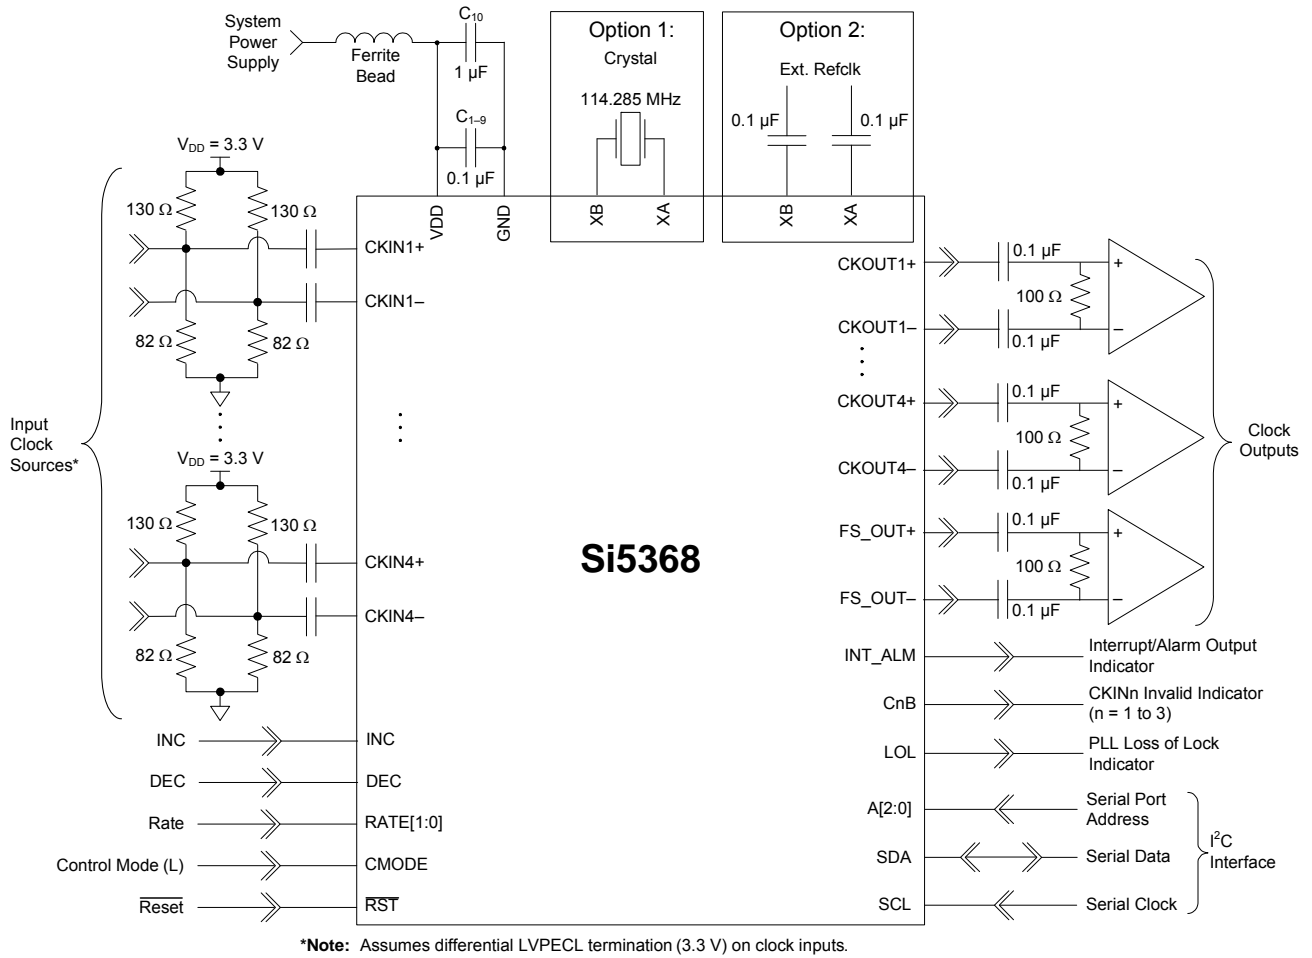 System
Power
Supply
Ferrite
Bead
C10
1 µF
C1–9
0.1 µF
Option 1:
Crystal
114.285 MHz
XB
XA
Option 2:
Ext. Refclk
0.1 µF
0.1 µF
XB
XA
VDD
GND
VDD = 3.3 V
130 Ω
130 Ω
CKIN1+
CKIN1–
82 Ω
82 Ω
Input
Clock
Sources*
VDD = 3.3 V
130 Ω
130 Ω
CKIN4+
CKIN4–
82 Ω
82 Ω
INC
INC
DEC
DEC
Rate
RATE[1:0]
Control Mode (L)
CMODE
Reset
RST
Si5368
CKOUT1+
0.1 µF
+
100 Ω
CKOUT1–
–
0.1 µF
CKOUT4+
0.1 µF
+
100 Ω
CKOUT4–
–
0.1 µF
FS_OUT+
0.1 µF
+
100 Ω
FS_OUT–
–
0.1 µF
Clock
Outputs
INT_ALM
Interrupt/Alarm Output
Indicator
CnB
CKINn Invalid Indicator
(n = 1 to 3)
LOL
PLL Loss of Lock
Indicator
A[2:0]
Serial Port
Address
SDA
Serial Data
SCL
Serial Clock
I2C
Interface
*Note: Assumes differential LVPECL termination (3.3 V) on clock inputs.